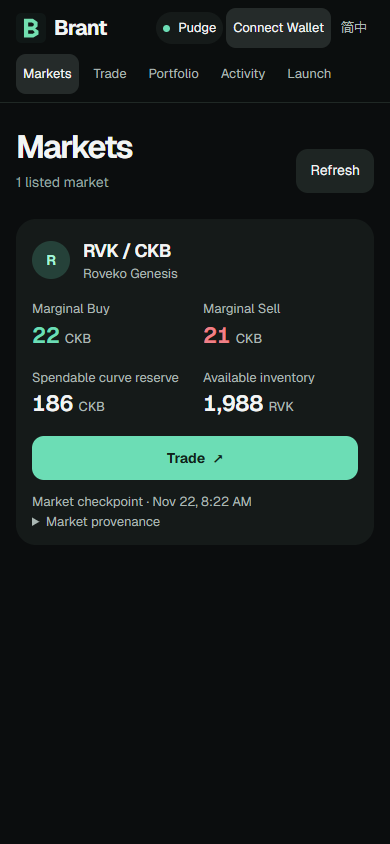 B Brant Pudge Connect Wallet 简中
Markets Trade Portfolio Activity Launch
Markets
1 listed market
Refresh
R
RVK / CKB
Roveko Genesis
Marginal Buy Marginal Sell
22 CKB 21 CKB
Spendable curve reserve Available inventory
186 CKB 1,988 RVK
Trade ↗
Market checkpoint · Nov 22, 8:22 AM
▶ Market provenance